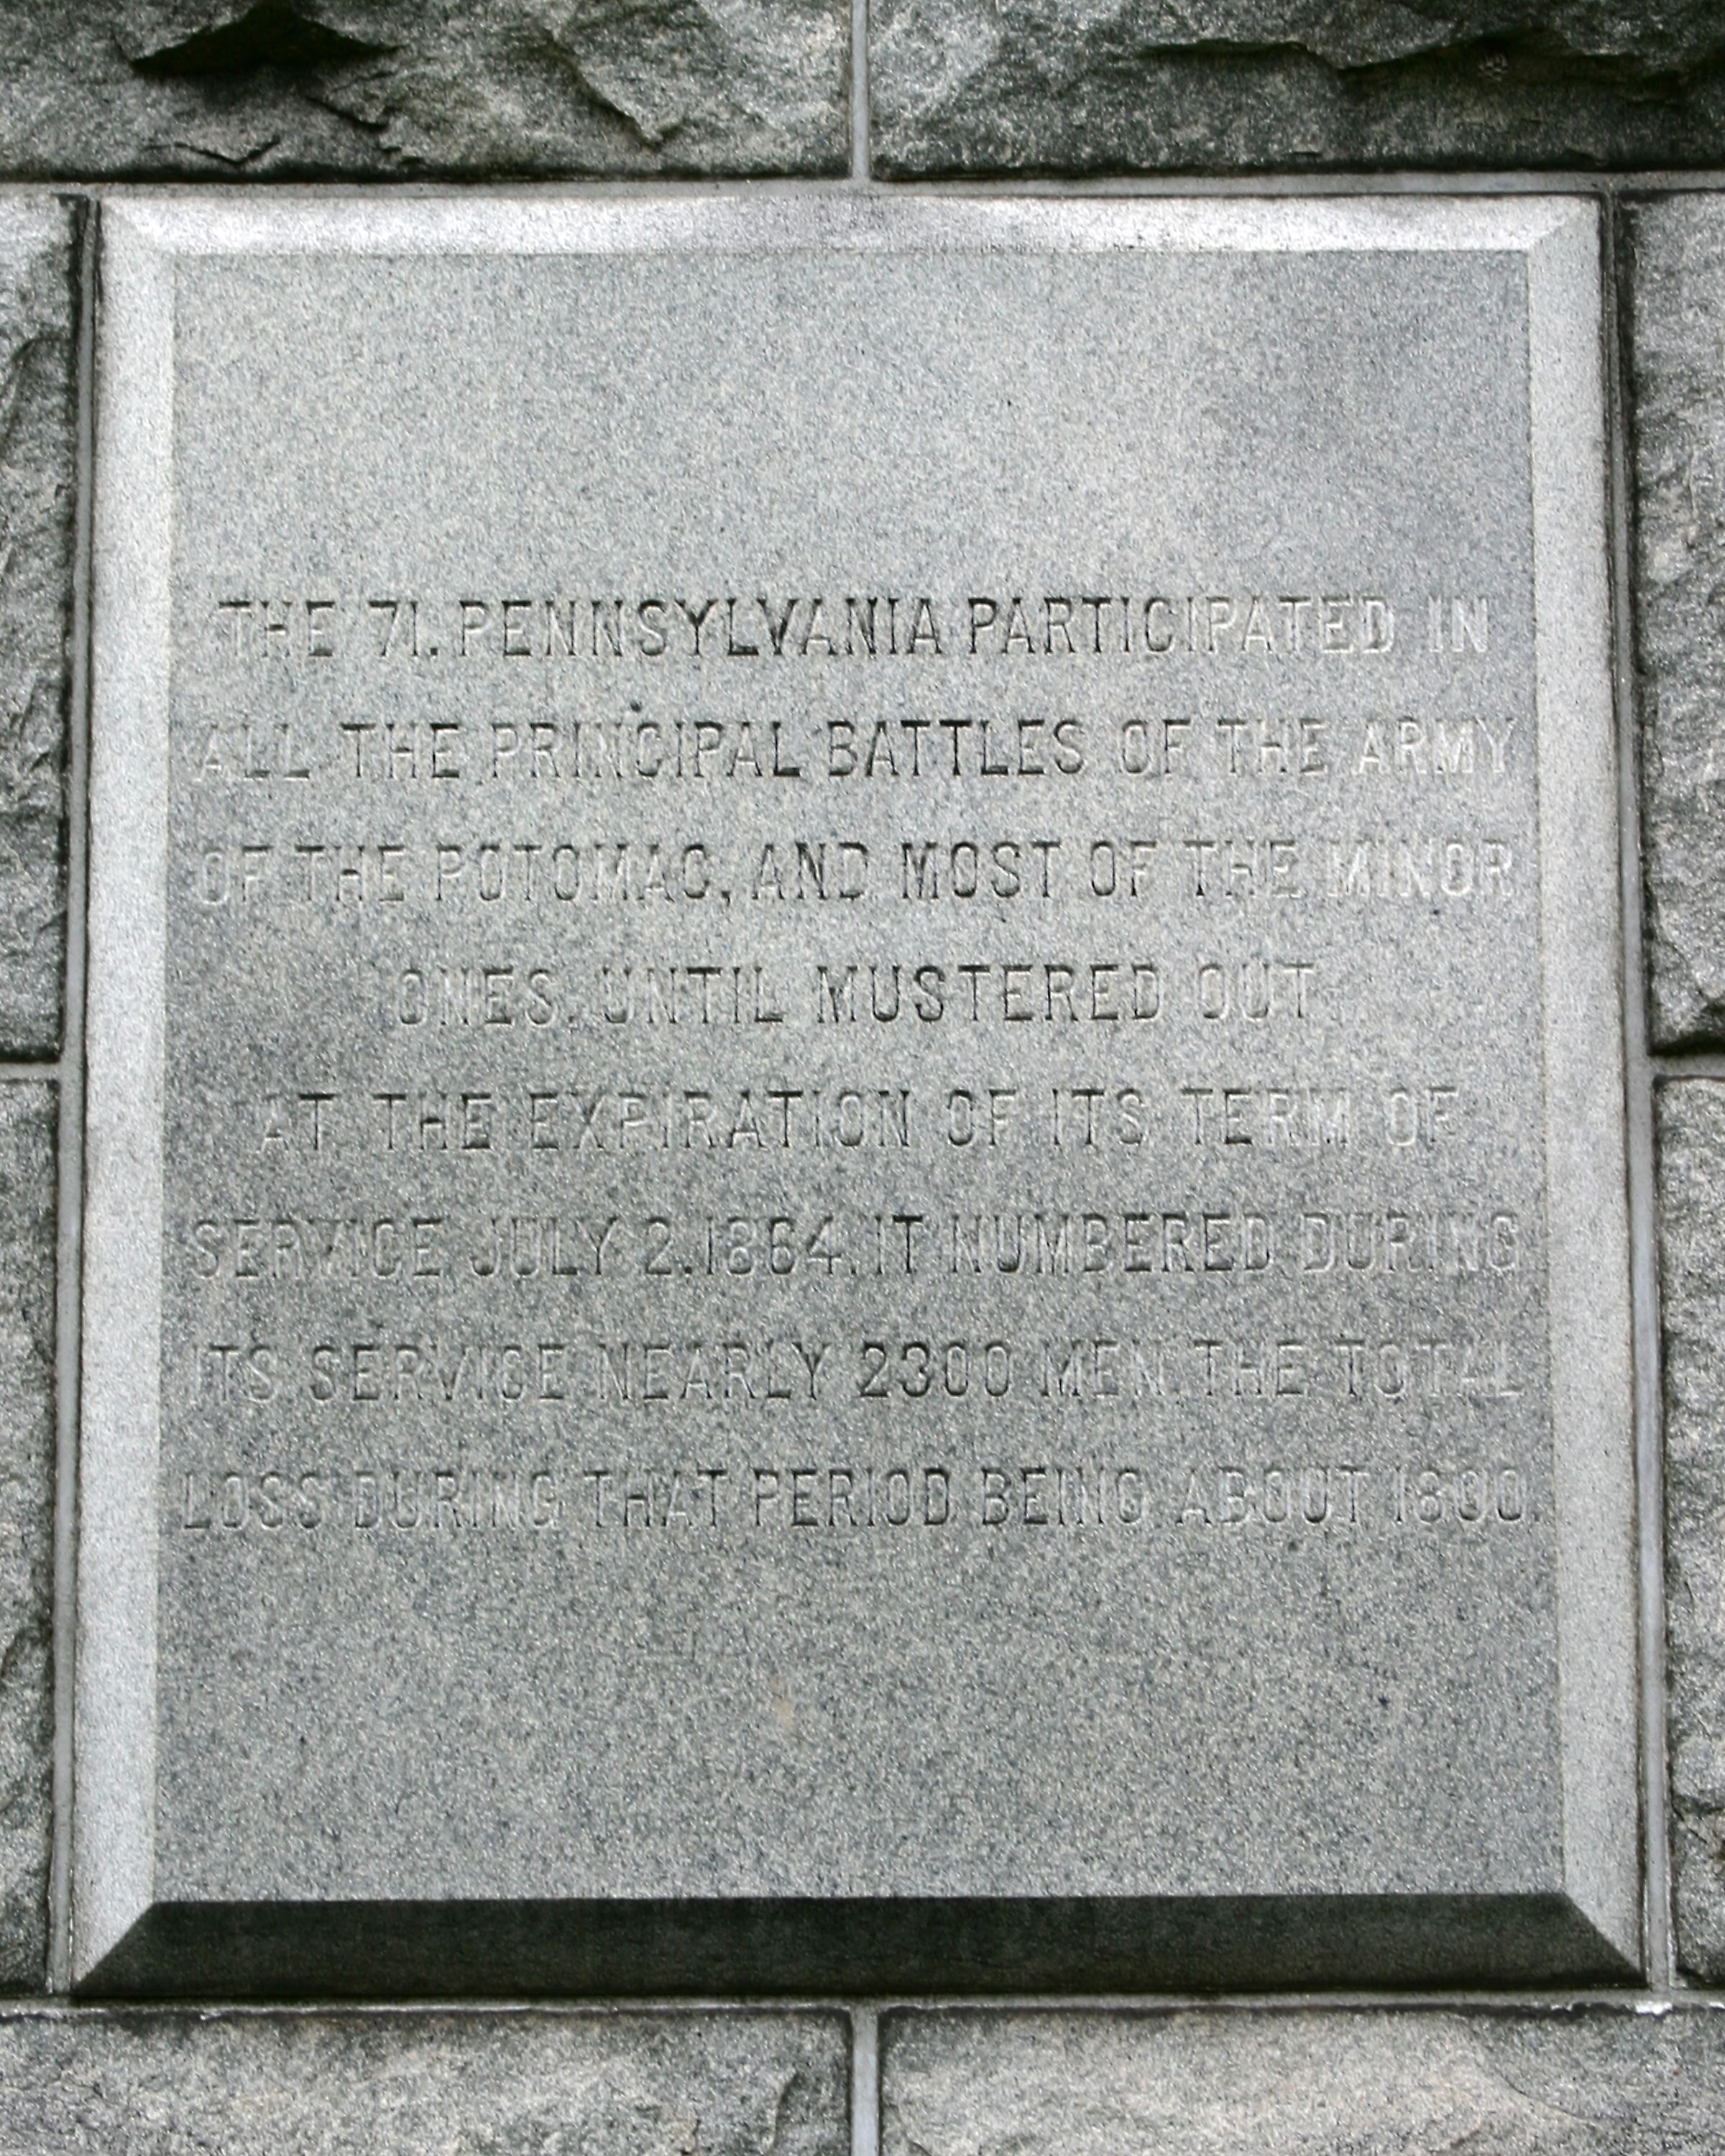 THE 71. PENNSYLVANIA PARTICIPATED IN
ALL THE PRINCIPAL BATTLES OF THE ARMY
OF THE POTOMAC, AND MOST OF THE MINOR
ONES, UNTIL MUSTERED OUT
AT THE EXPIRATION OF ITS TERM OF
SERVICE JULY 2.1864. IT NUMBERED DURING
ITS SERVICE NEARLY 2300 MEN. THE TOTAL
LOSS DURING THAT PERIOD BEING ABOUT 1800.